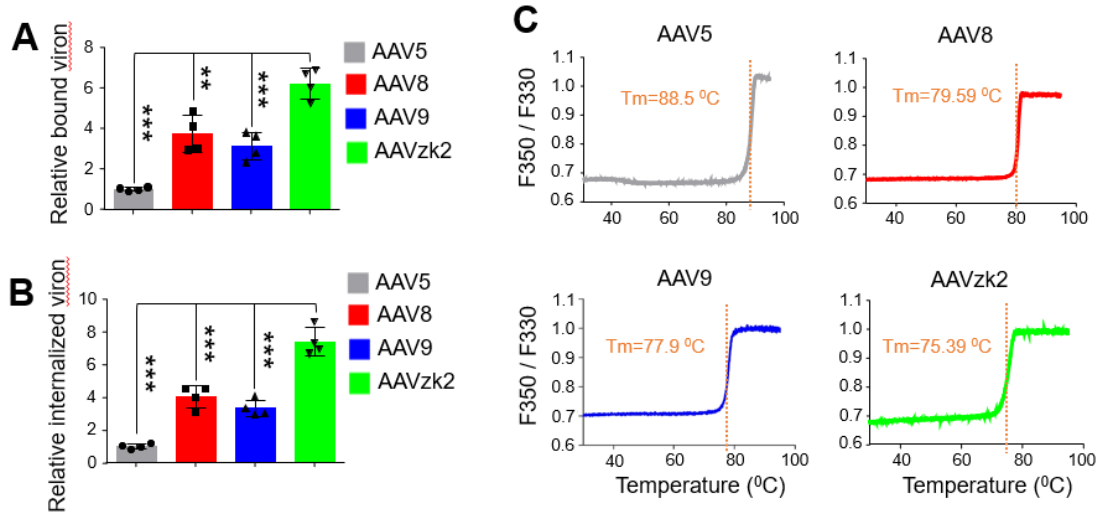 A
Relative bound viron
8
6
4
2
0
***
**
***
AAV5
AAV8
AAV9
AAVzk2
B
Relative internalized viron
10
8
6
4
2
0
***
***
***
AAV5
AAV8
AAV9
AAVzk2
C
AAV5
F350 / F330
1.1
1.0
0.9
0.8
0.7
0.6
Tm=88.5 ⁰C
40 60 80 100
AAV8
1.1
1.0
0.9
0.8
0.7
0.6
Tm=79.59 ⁰C
40 60 80 100
AAV9
F350 / F330
1.1
1.0
0.9
0.8
0.7
0.6
Tm=77.9 ⁰C
40 60 80 100
Temperature (⁰C)
AAVzk2
1.1
1.0
0.9
0.8
0.7
0.6
Tm=75.39 ⁰C
40 60 80 100
Temperature (⁰C)